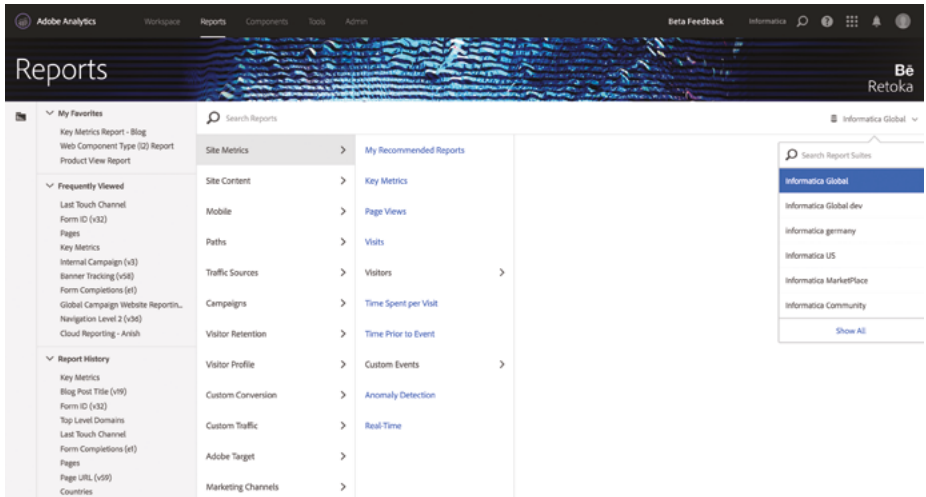 Adobe Analytics Workspace Reports Components Tools Admin Beta Feedback Informatica
Reports
Bē
Retoka
My Favorites
Key Metrics Report - Blog
Web Component Type (l2) Report
Product View Report
Frequently Viewed
Last Touch Channel
Form ID (v32)
Pages
Key Metrics
Internal Campaign (v3)
Banner Tracking (v58)
Form Completions (e1)
Global Campaign Website Reportin...
Navigation Level 2 (v36)
Cloud Reporting - Anish
Report History
Key Metrics
Blog Post Title (v19)
Form ID (v32)
Top Level Domains
Last Touch Channel
Form Completions (e1)
Pages
Page URL (v59)
Countries
Search Reports
Site Metrics
Site Content
Mobile
Paths
Traffic Sources
Campaigns
Visitor Retention
Visitor Profile
Custom Conversion
Custom Traffic
Adobe Target
Marketing Channels
My Recommended Reports
Key Metrics
Page Views
Visits
Visitors
Time Spent per Visit
Time Prior to Event
Custom Events
Anomaly Detection
Real-Time
Informatica Global
Search Report Suites
Informatica Global
Informatica Global dev
informatica germany
Informatica US
Informatica MarketPlace
Informatica Community
Show All